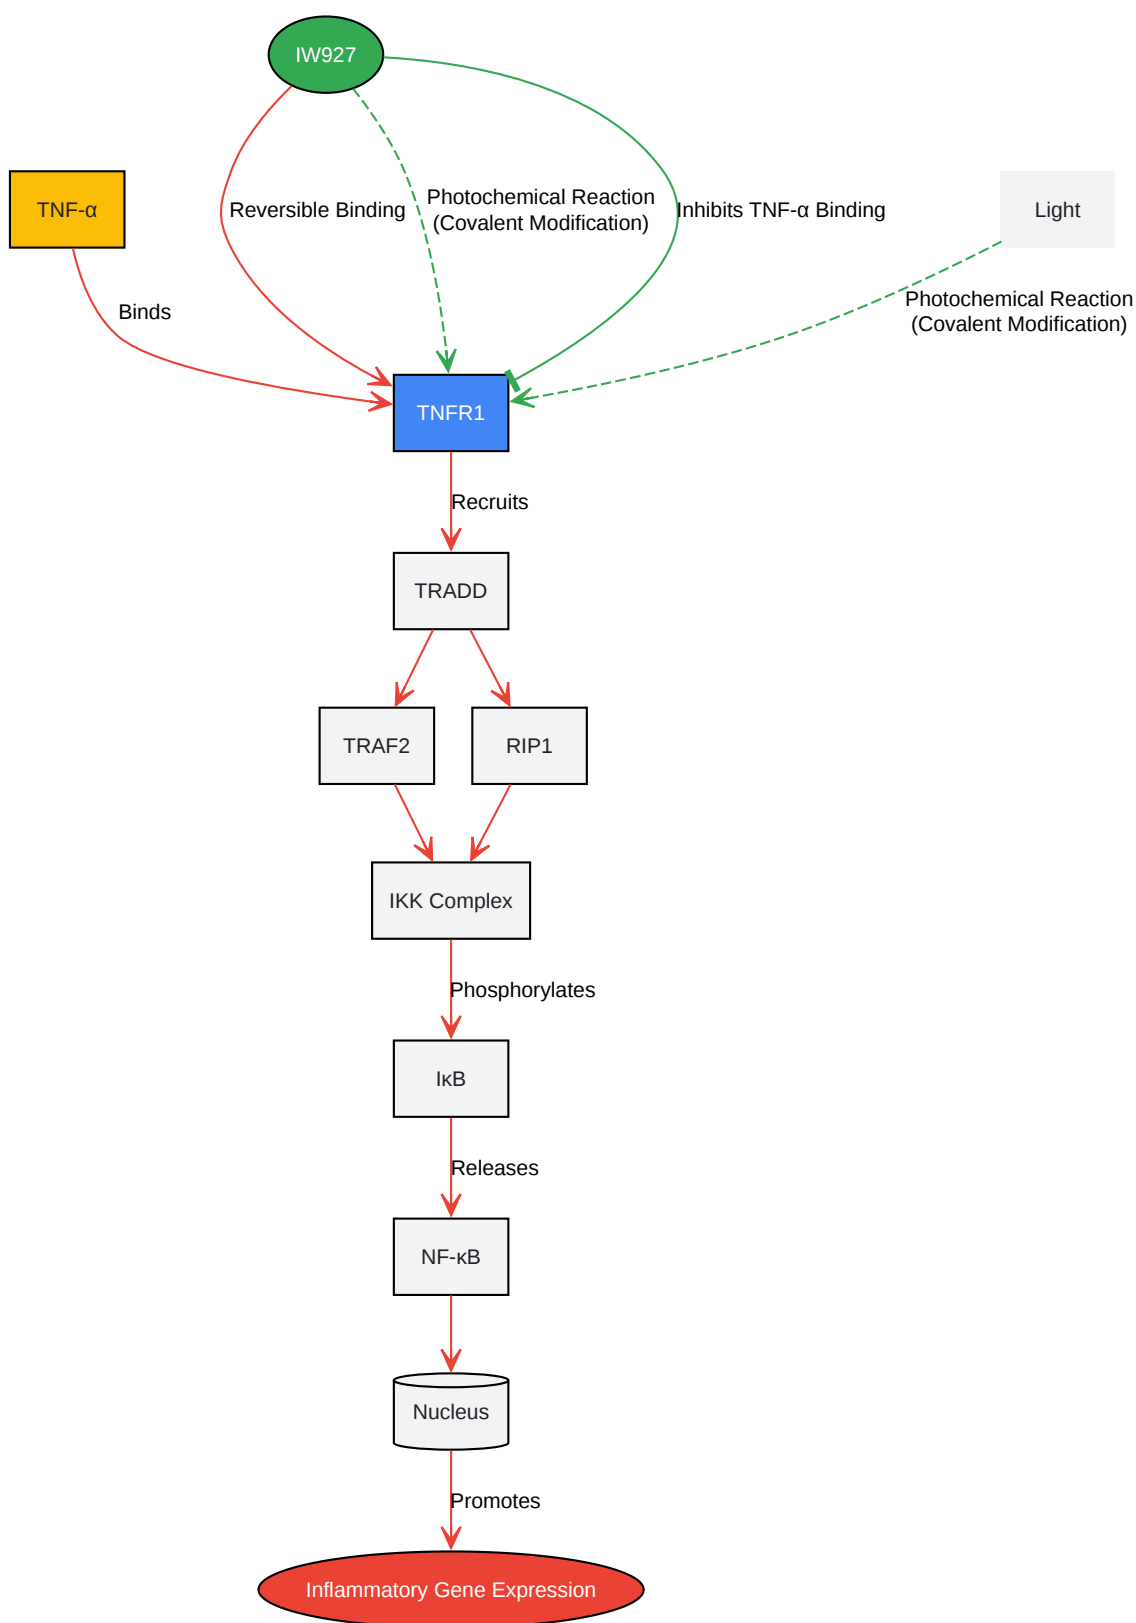 IW927
TNF-α
Reversible Binding
Photochemical Reaction
(Covalent Modification)
Inhibits TNF-α Binding
Light
Binds
Photochemical Reaction
(Covalent Modification)
TNFR1
Recruits
TRADD
TRAF2
RIP1
IKK Complex
Phosphorylates
IκB
Releases
NF-κB
Nucleus
Promotes
Inflammatory Gene Expression